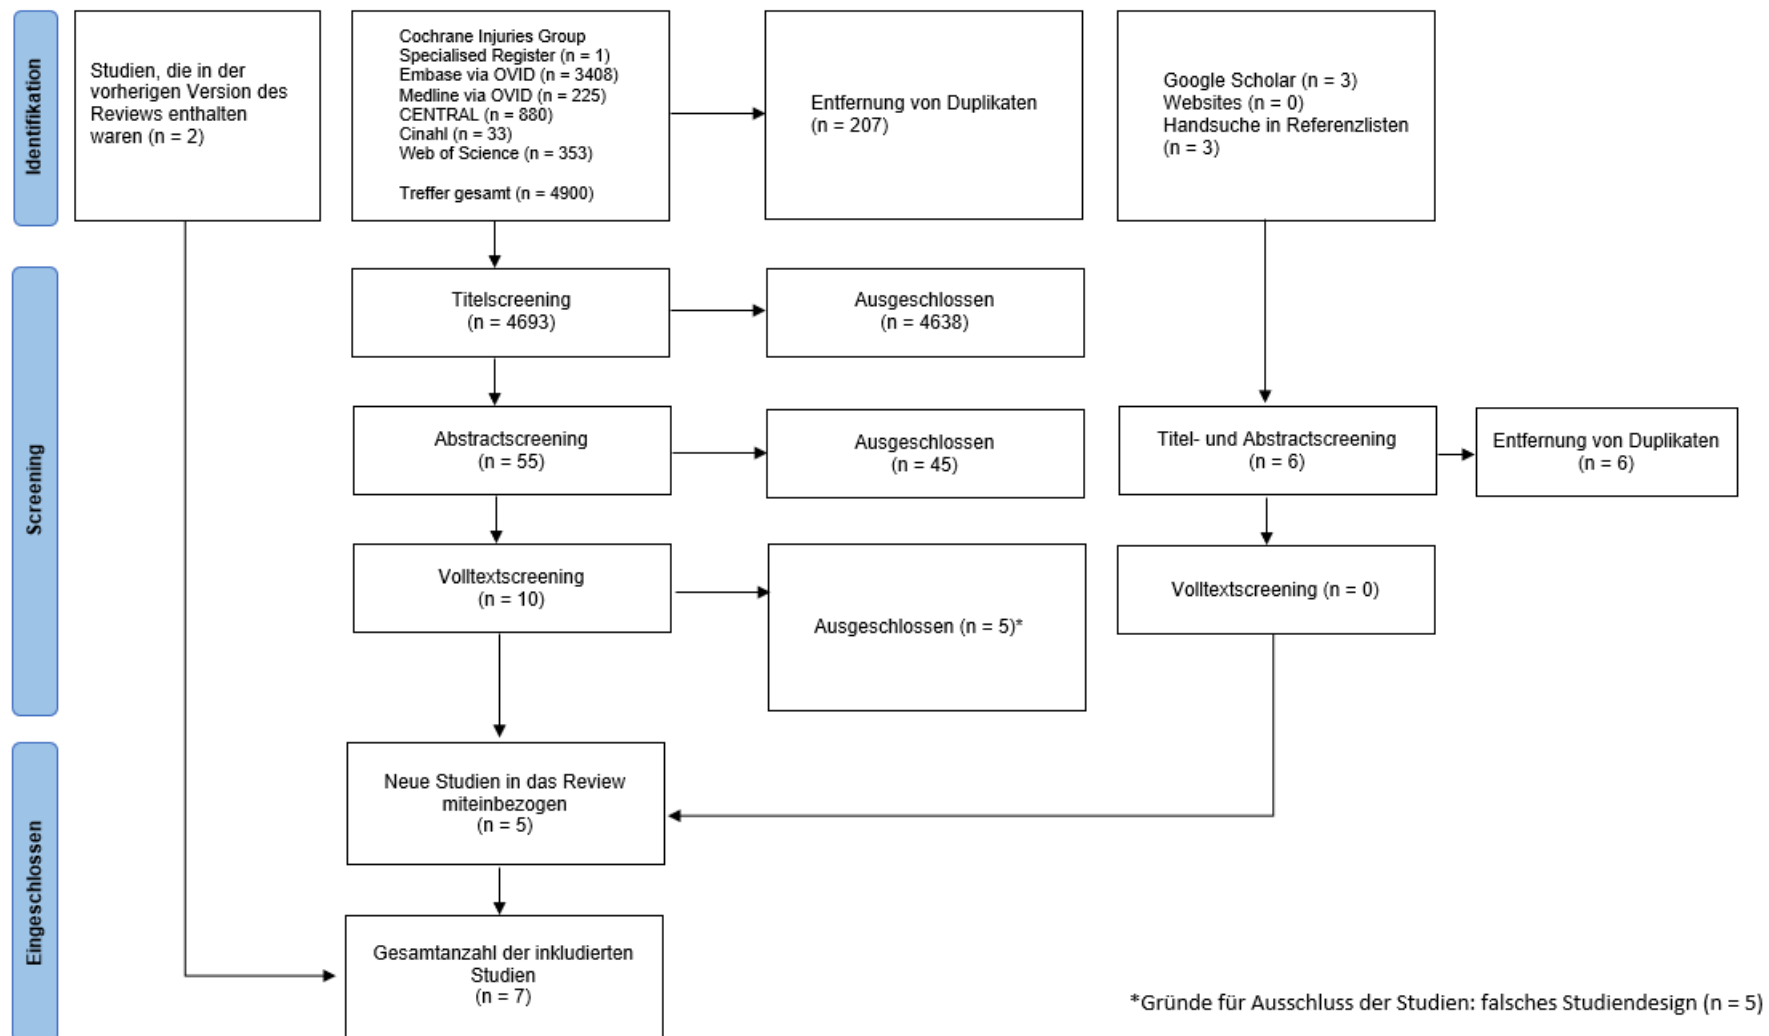 Identifikation
Studien, die in der
vorherigen Version des
Reviews enthalten
waren (n = 2)
Cochrane Injuries Group
Specialised Register (n = 1)
Embase via OVID (n = 3408)
Medline via OVID (n = 225)
CENTRAL (n = 880)
Cinahl (n = 33)
Web of Science (n = 353)
Treffer gesamt (n = 4900)
Entfernung von Duplikaten
(n = 207)
Google Scholar (n = 3)
Websites (n = 0)
Handsuche in Referenzlisten
(n = 3)
Screening
Titelscreening
(n = 4693)
Ausgeschlossen
(n = 4638)
Abstractscreening
(n = 55)
Ausgeschlossen
(n = 45)
Titel- und Abstractscreening
(n = 6)
Entfernung von Duplikaten
(n = 6)
Volltextscreening
(n = 10)
Ausgeschlossen (n = 5)*
Volltextscreening (n = 0)
Eingeschlossen
Neue Studien in das Review
miteinbezogen
(n = 5)
Gesamtanzahl der inkludierten
Studien
(n = 7)
*Gründe für Ausschluss der Studien: falsches Studiendesign (n = 5)